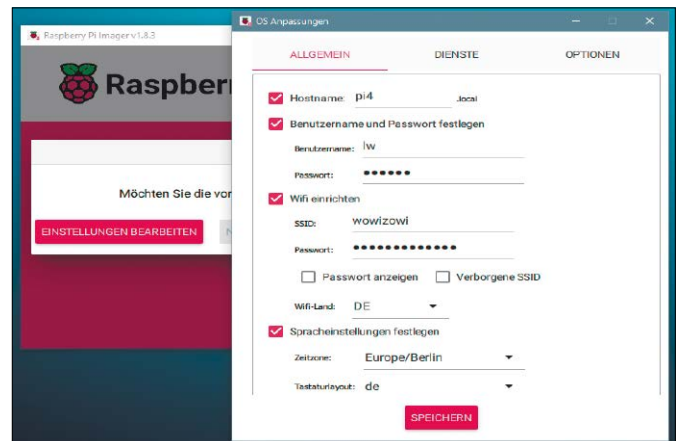 Raspberry Pi Imager v1.8.3
Raspber
Möchten Sie die vor
EINSTELLUNGEN BEARBEITEN
N
OS Anpassungen
ALLGEMEIN DIENSTE OPTIONEN
Hostname: pi4 .local
Benutzername und Passwort festlegen
Benutzername: lw
Passwort: ••••••
Wifi einrichten
SSID: wowizowi
Passwort: •••••••••••••
Passwort anzeigen Verborgene SSID
Wifi-Land: DE
Spracheinstellungen festlegen
Zeitzone: Europe/Berlin
Tastaturlayout: de
SPEICHERN